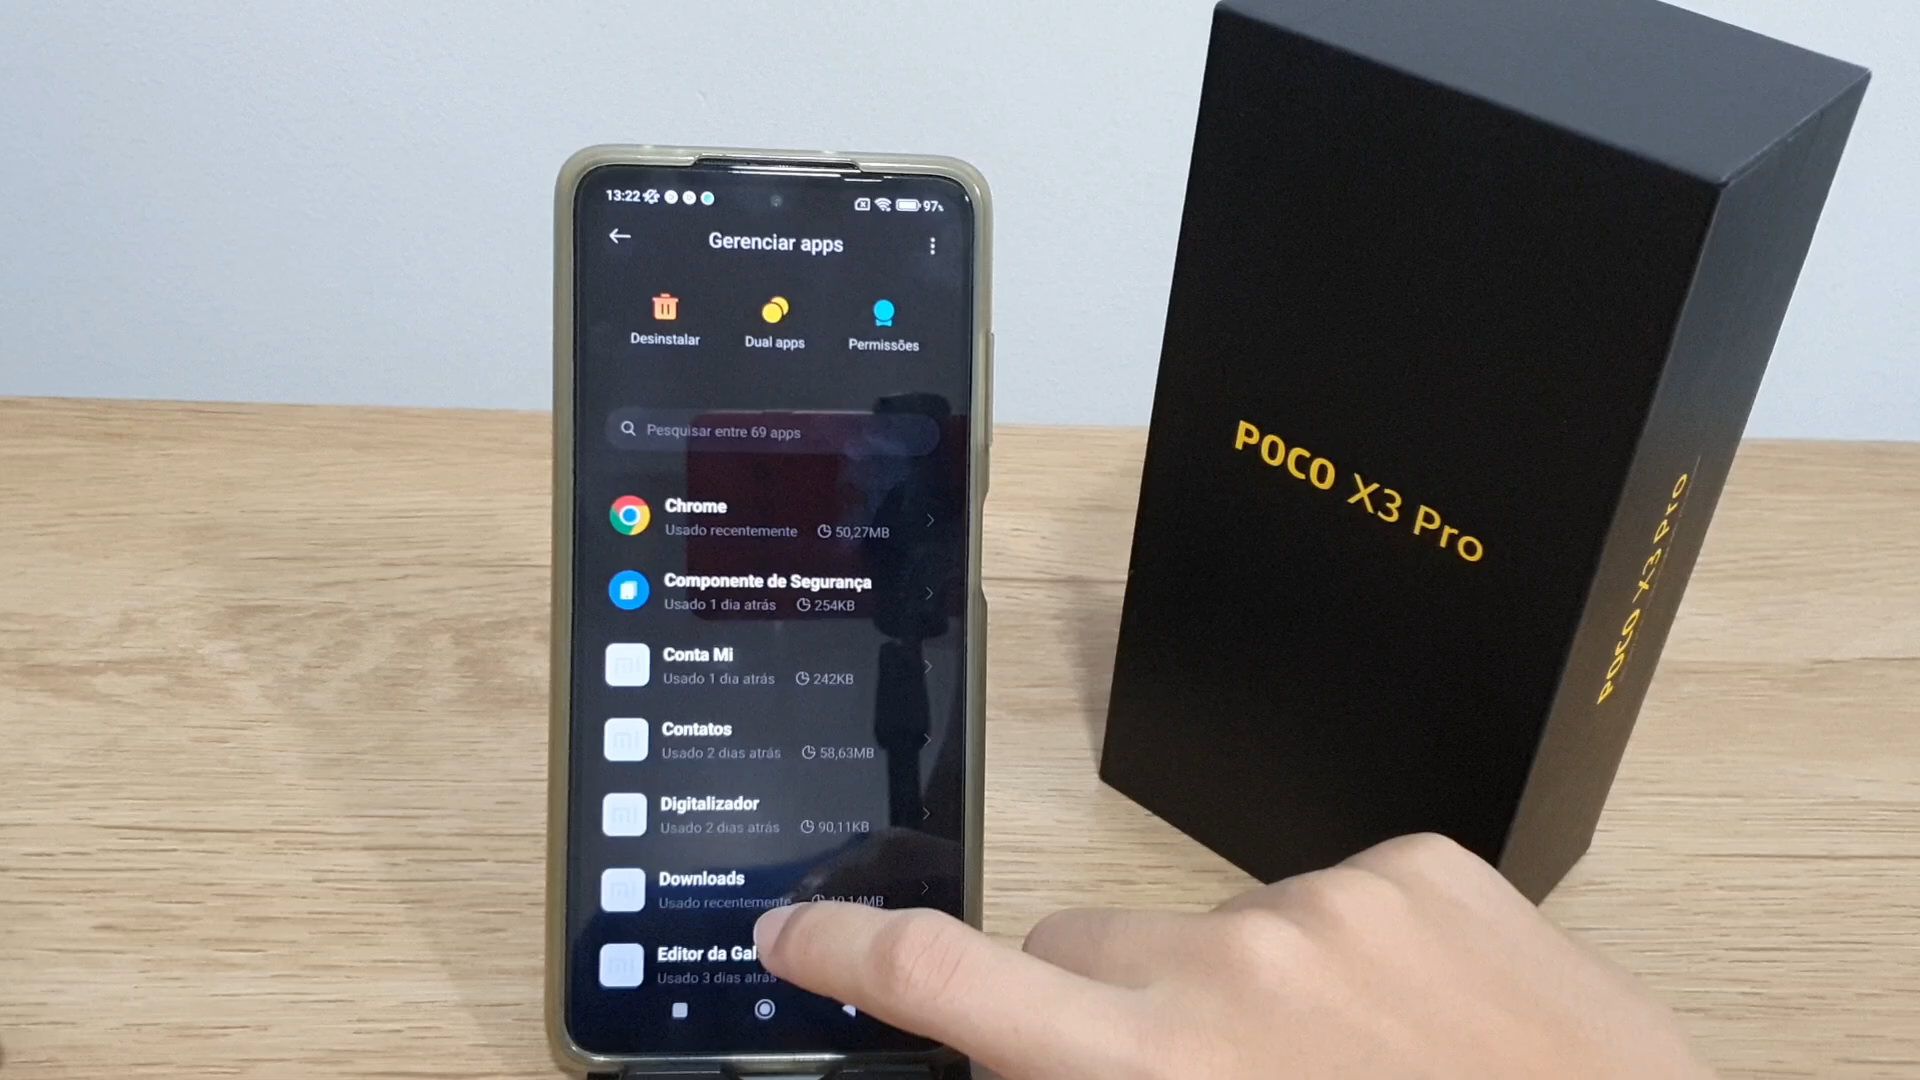 13:22
97%
Gerenciar apps
Desinstalar
Dual apps
Permissões
Pesquisar entre 69 apps
Chrome
Usado recentemente 50,27MB
Componente de Segurança
Usado 1 dia atrás 254KB
Conta Mi
Usado 1 dia atrás 242KB
Contatos
Usado 2 dias atrás 58,63MB
Digitalizador
Usado 2 dias atrás 90,11KB
Downloads
Usado recentemente
Editor da Gal
Usado 3 dias atrás
POCO X3 Pro
POCO X3 Pro